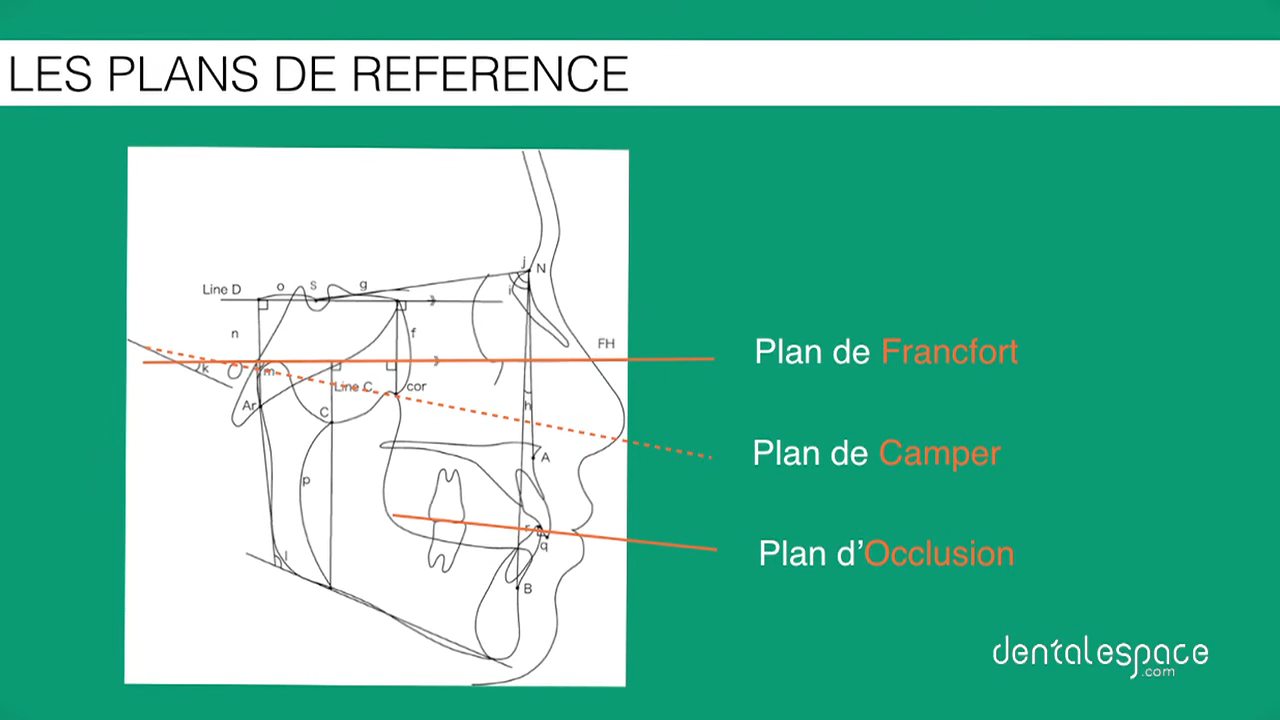 LES PLANS DE REFERENCE
j
N
Line D
o
s
g
i
n
f
FH
Plan de Francfort
k
m
Line C
cor
Ar
C
h
Plan de Camper
A
p
r
q
Plan d'Occlusion
l
B
dentalespace
.com